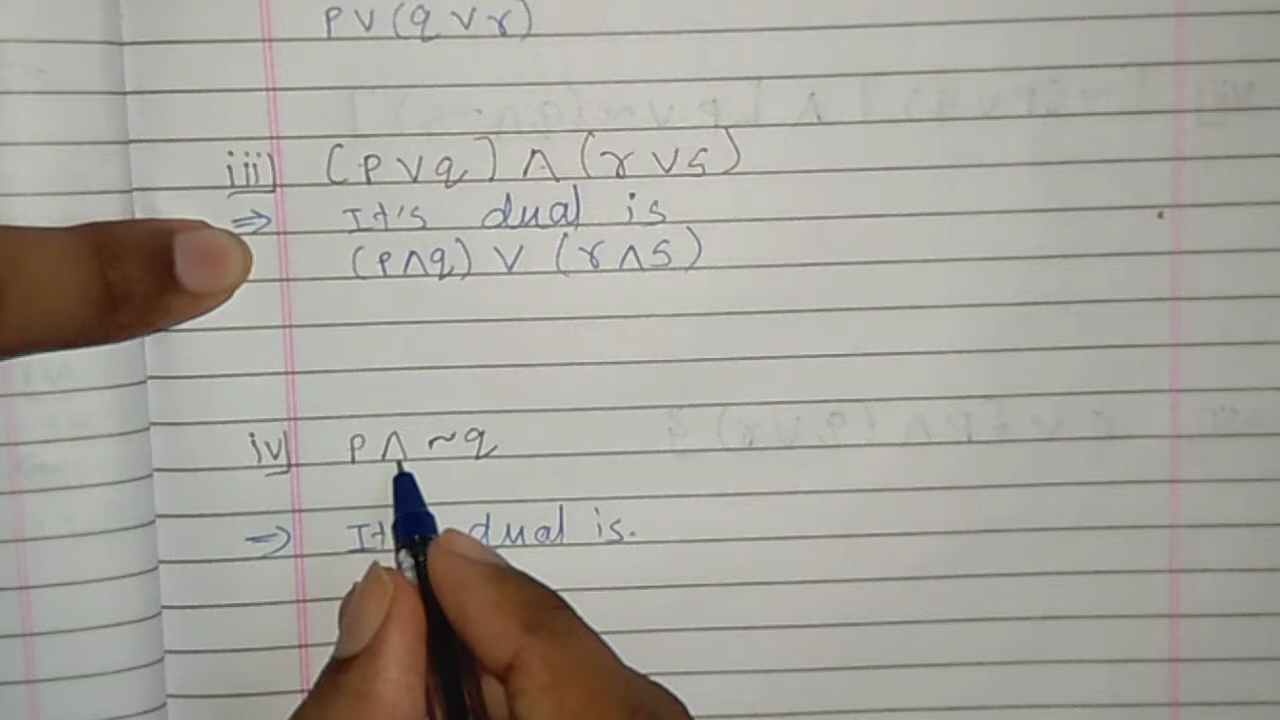 p ∨ (q ∨ r)
iii) (p ∨ q) ∧ (r ∨ s)
⇒ It's dual is
(p ∧ q) ∨ (r ∧ s)
iv) p ∧ ~q
⇒ dual is.